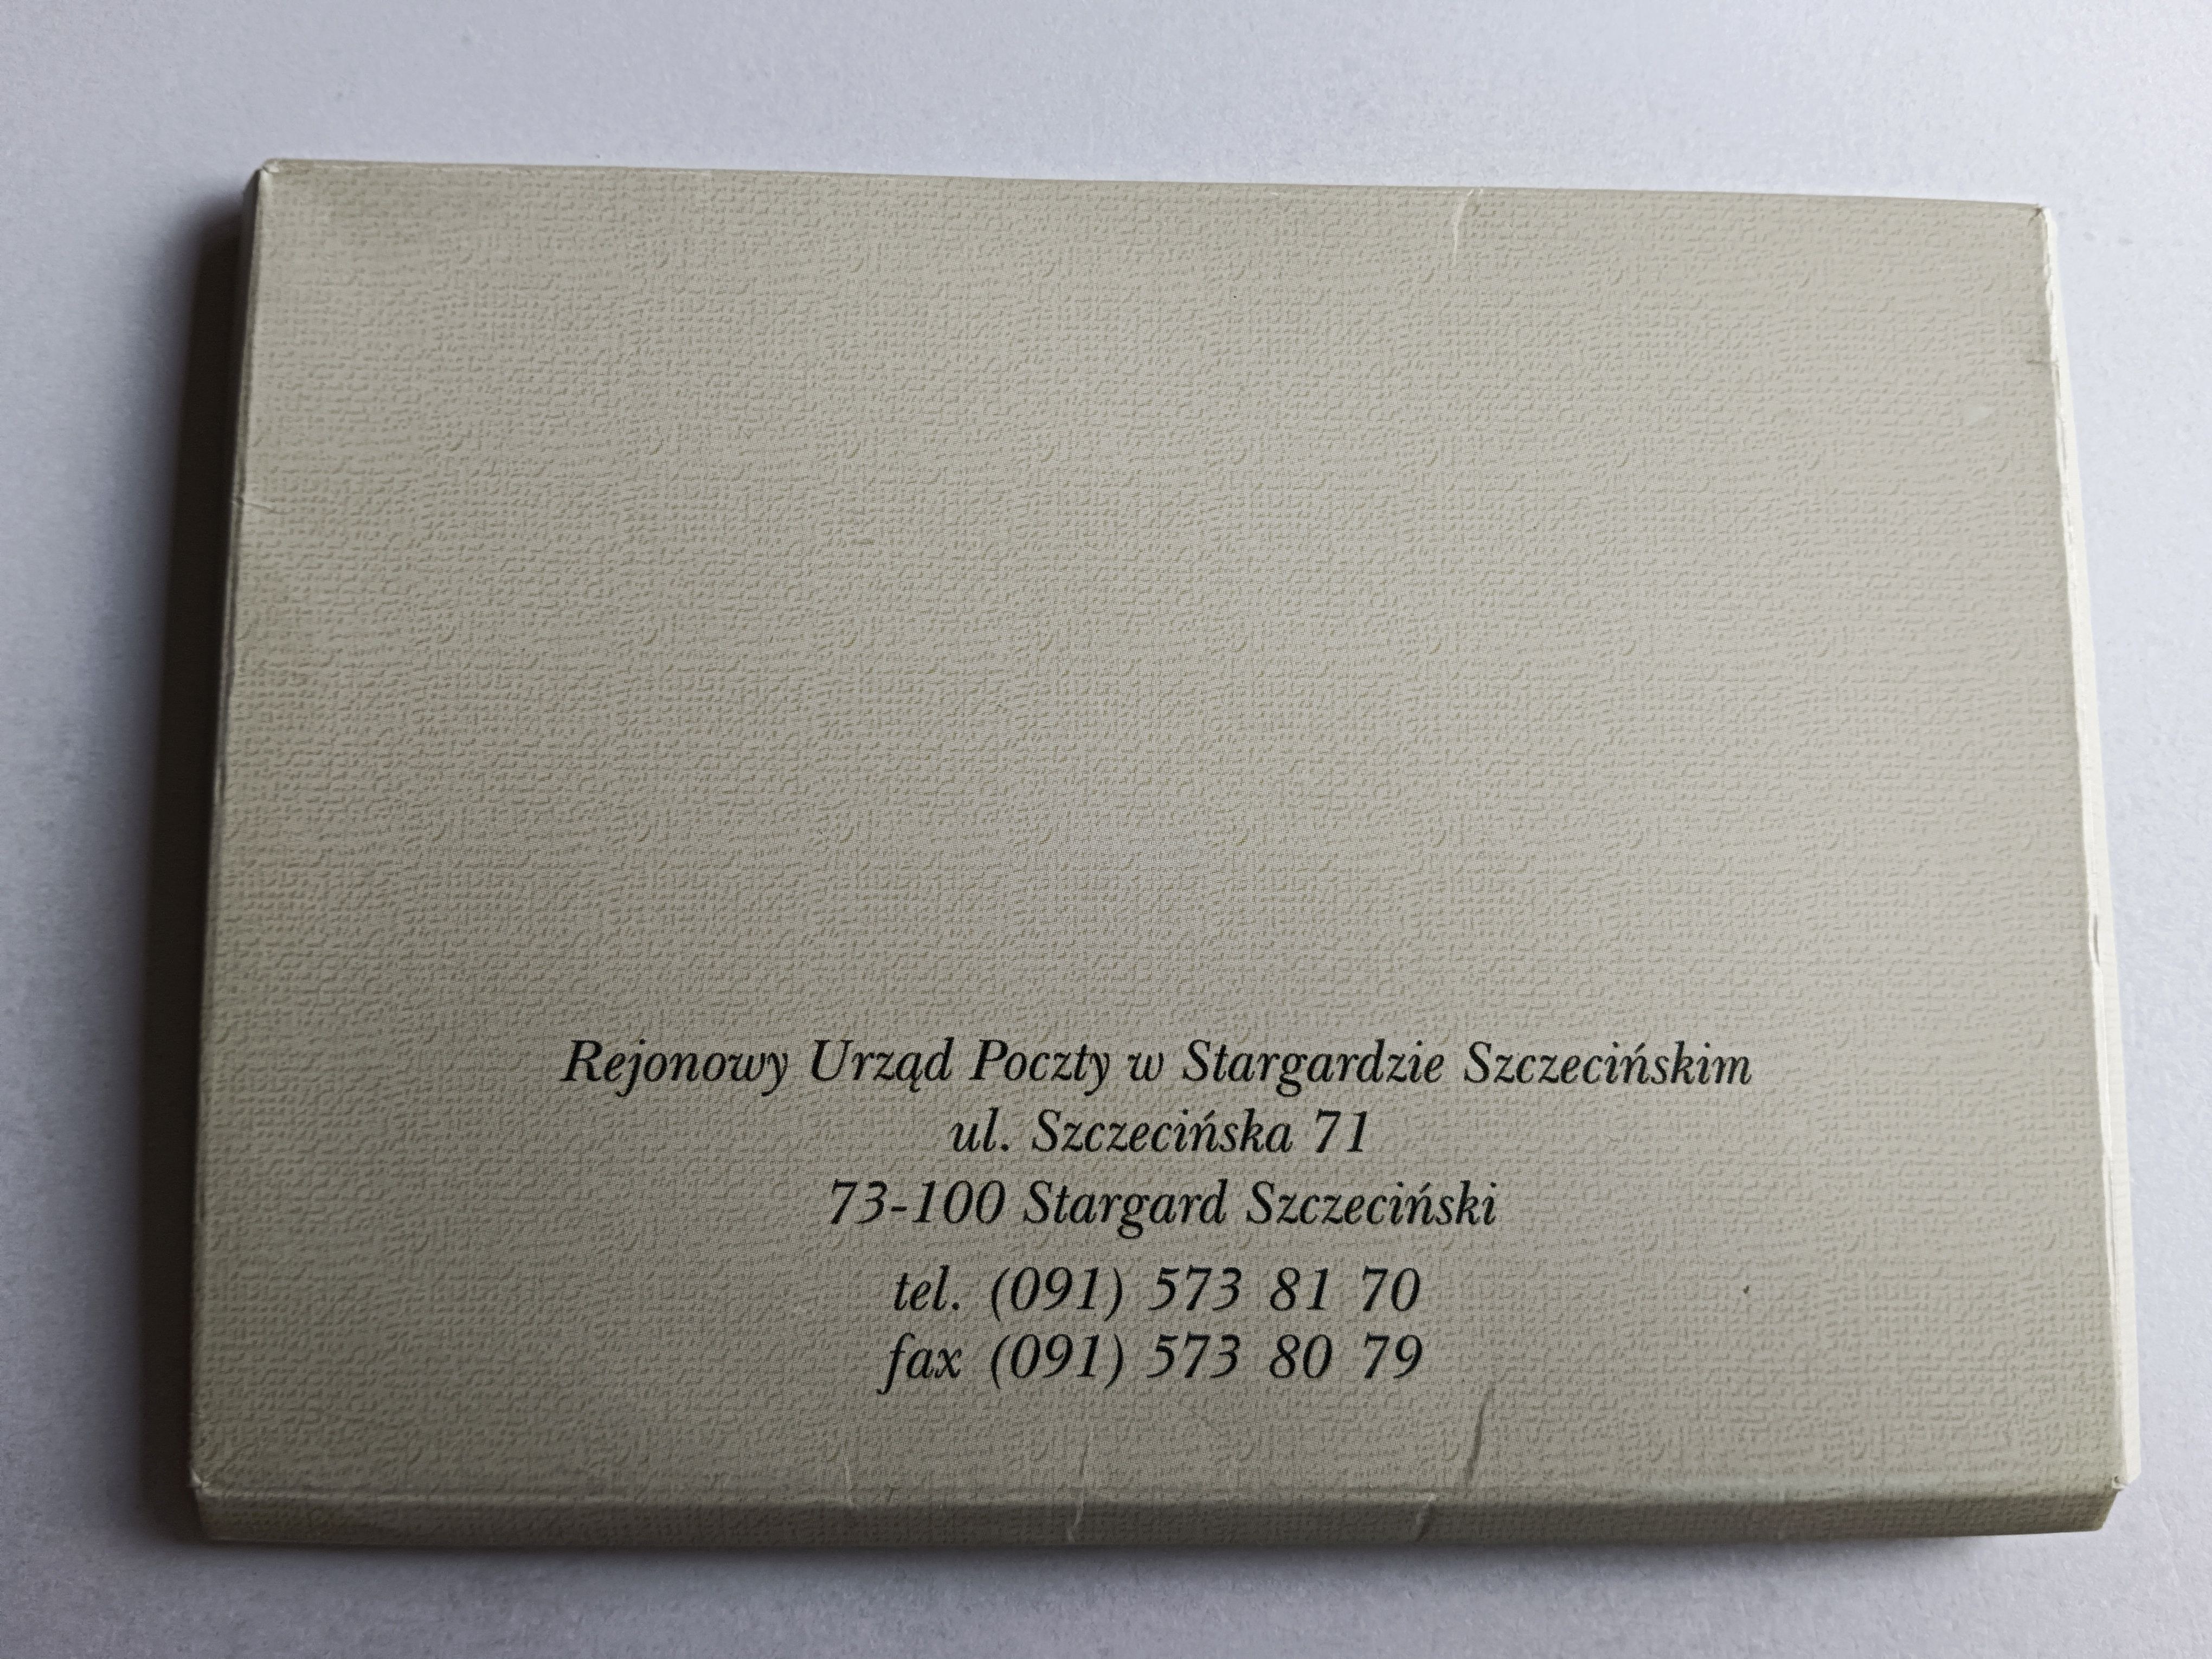 Rejonowy Urząd Poczty w Stargardzie Szczecińskim
ul. Szczecińska 71
73-100 Stargard Szczeciński
tel. (091) 573 81 70
fax (091) 573 80 79